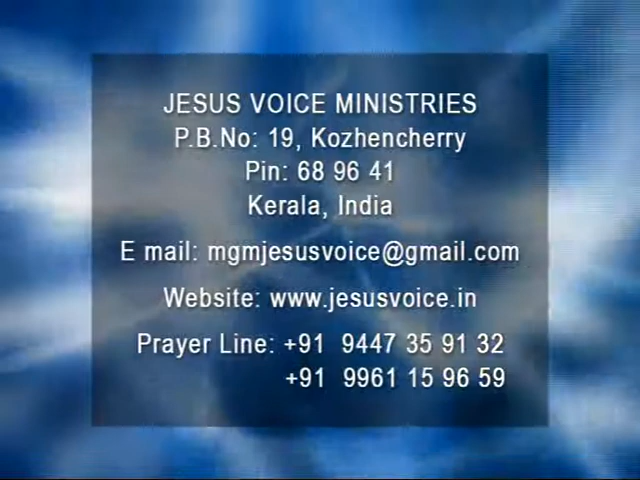 JESUS VOICE MINISTRIES
P.B.No: 19, Kozhencherry
Pin: 68 96 41
Kerala, India
E mail: mgmjesusvoice@gmail.com
Website: www.jesusvoice.in
Prayer Line: +91 9447 35 91 32
+91 9961 15 96 59